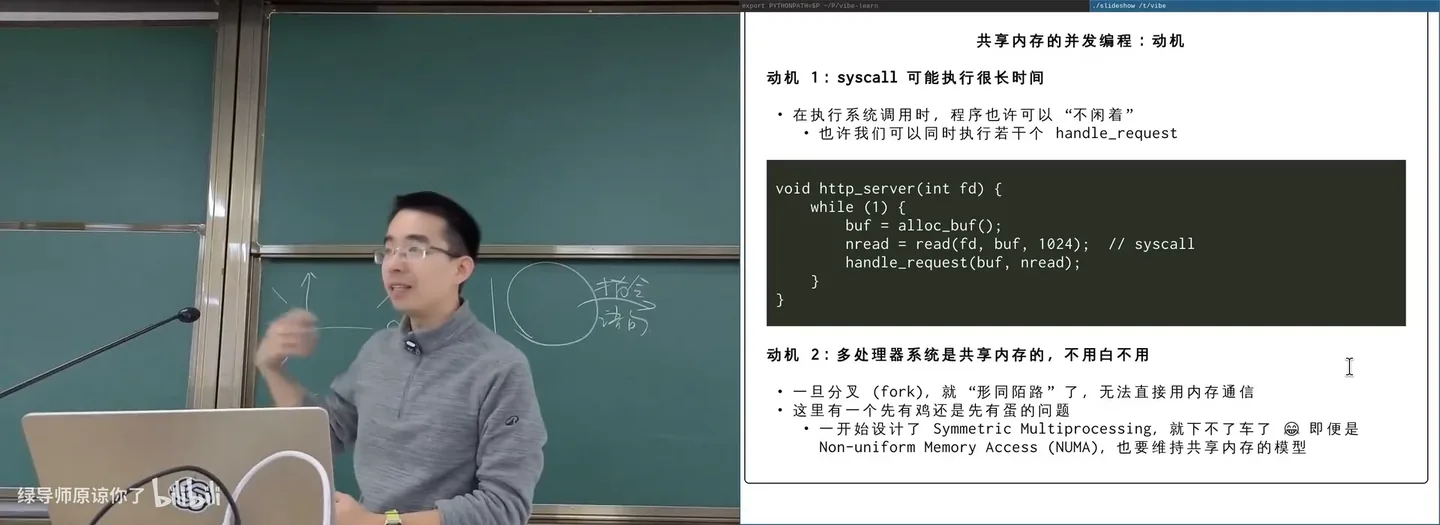 export PYTHONPATH=$P ~/P/vibe-learn
./slideshow /t/vibe
共享内存的并发编程：动机
动机 1：syscall 可能执行很长时间
• 在执行系统调用时，程序也许可以 “不闲着”
• 也许我们可以同时执行若干个 handle_request
void http_server(int fd) {
while (1) {
buf = alloc_buf();
nread = read(fd, buf, 1024);  // syscall
handle_request(buf, nread);
}
}
动机 2：多处理器系统是共享内存的，不用白不用
• 一旦分叉 (fork)，就 “形同陌路” 了，无法直接用内存通信
• 这里有一个先有鸡还是先有蛋的问题
• 一开始设计了 Symmetric Multiprocessing, 就下不了车了 😂 即便是
Non-uniform Memory Access (NUMA)，也要维持共享内存的模型
指令
绿导师原谅你了 bilibili